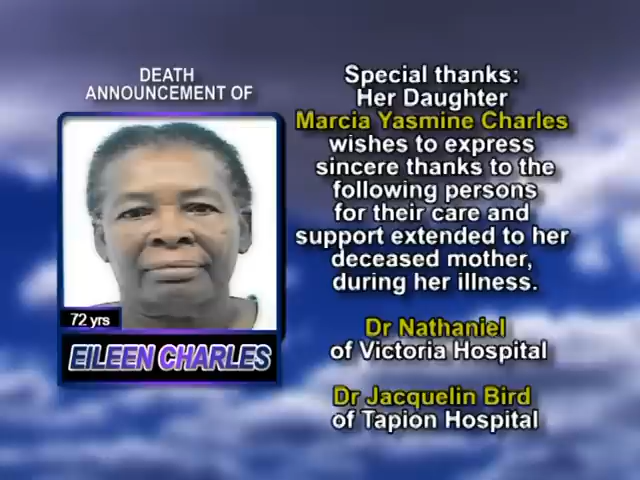 DEATH
ANNOUNCEMENT OF
72 yrs
EILEEN CHARLES
Special thanks:
Her Daughter
Marcia Yasmine Charles
wishes to express
sincere thanks to the
following persons
for their care and
support extended to her
deceased mother,
during her illness.
Dr Nathaniel
of Victoria Hospital
Dr Jacquelin Bird
of Tapion Hospital